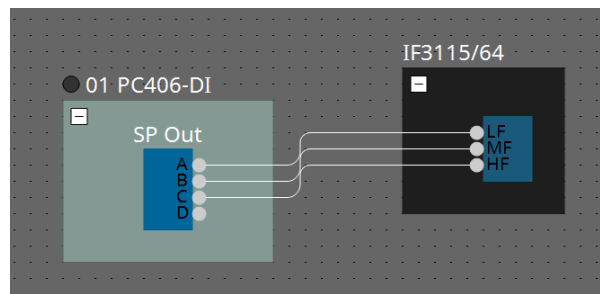 IF3115/64
01 PC406-DI
SP Out
LF
MF
HF
A
B
C
D